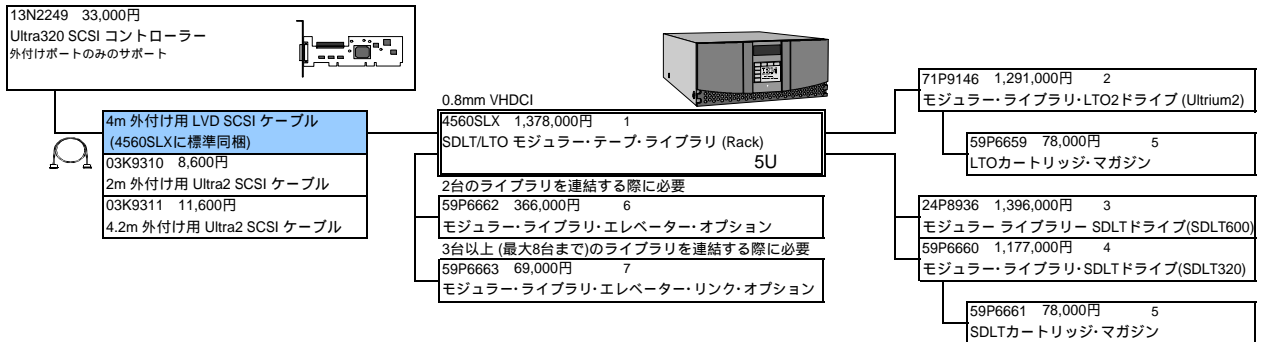 13N2249 33,000円
Ultra320 SCSI コントローラー
外付けポートのみのサポート
4m 外付け用 LVD SCSI ケーブル
(4560SLXに標準同梱)
03K9310 8,600円
2m 外付け用 Ultra2 SCSI ケーブル
03K9311 11,600円
4.2m 外付け用 Ultra2 SCSI ケーブル
0.8mm VHDCI
4560SLX 1,378,000円 1
SDLT/LTO モジュラー・テープ・ライブラリ (Rack)
5U
2台のライブラリを連結する際に必要
59P6662 366,000円 6
モジュラー・ライブラリ・エレベーター・オプション
3台以上 (最大8台まで)のライブラリを連結する際に必要
59P6663 69,000円 7
モジュラー・ライブラリ・エレベーター・リンク・オプション
71P9146 1,291,000円 2
モジュラー・ライブラリ・LTO2ドライブ (Ultrium2)
59P6659 78,000円 5
LTOカートリッジ・マガジン
24P8936 1,396,000円 3
モジュラー ライブラリー SDLTドライブ(SDLT600)
59P6660 1,177,000円 4
モジュラー・ライブラリ・SDLTドライブ(SDLT320)
59P6661 78,000円 5
SDLTカートリッジ・マガジン